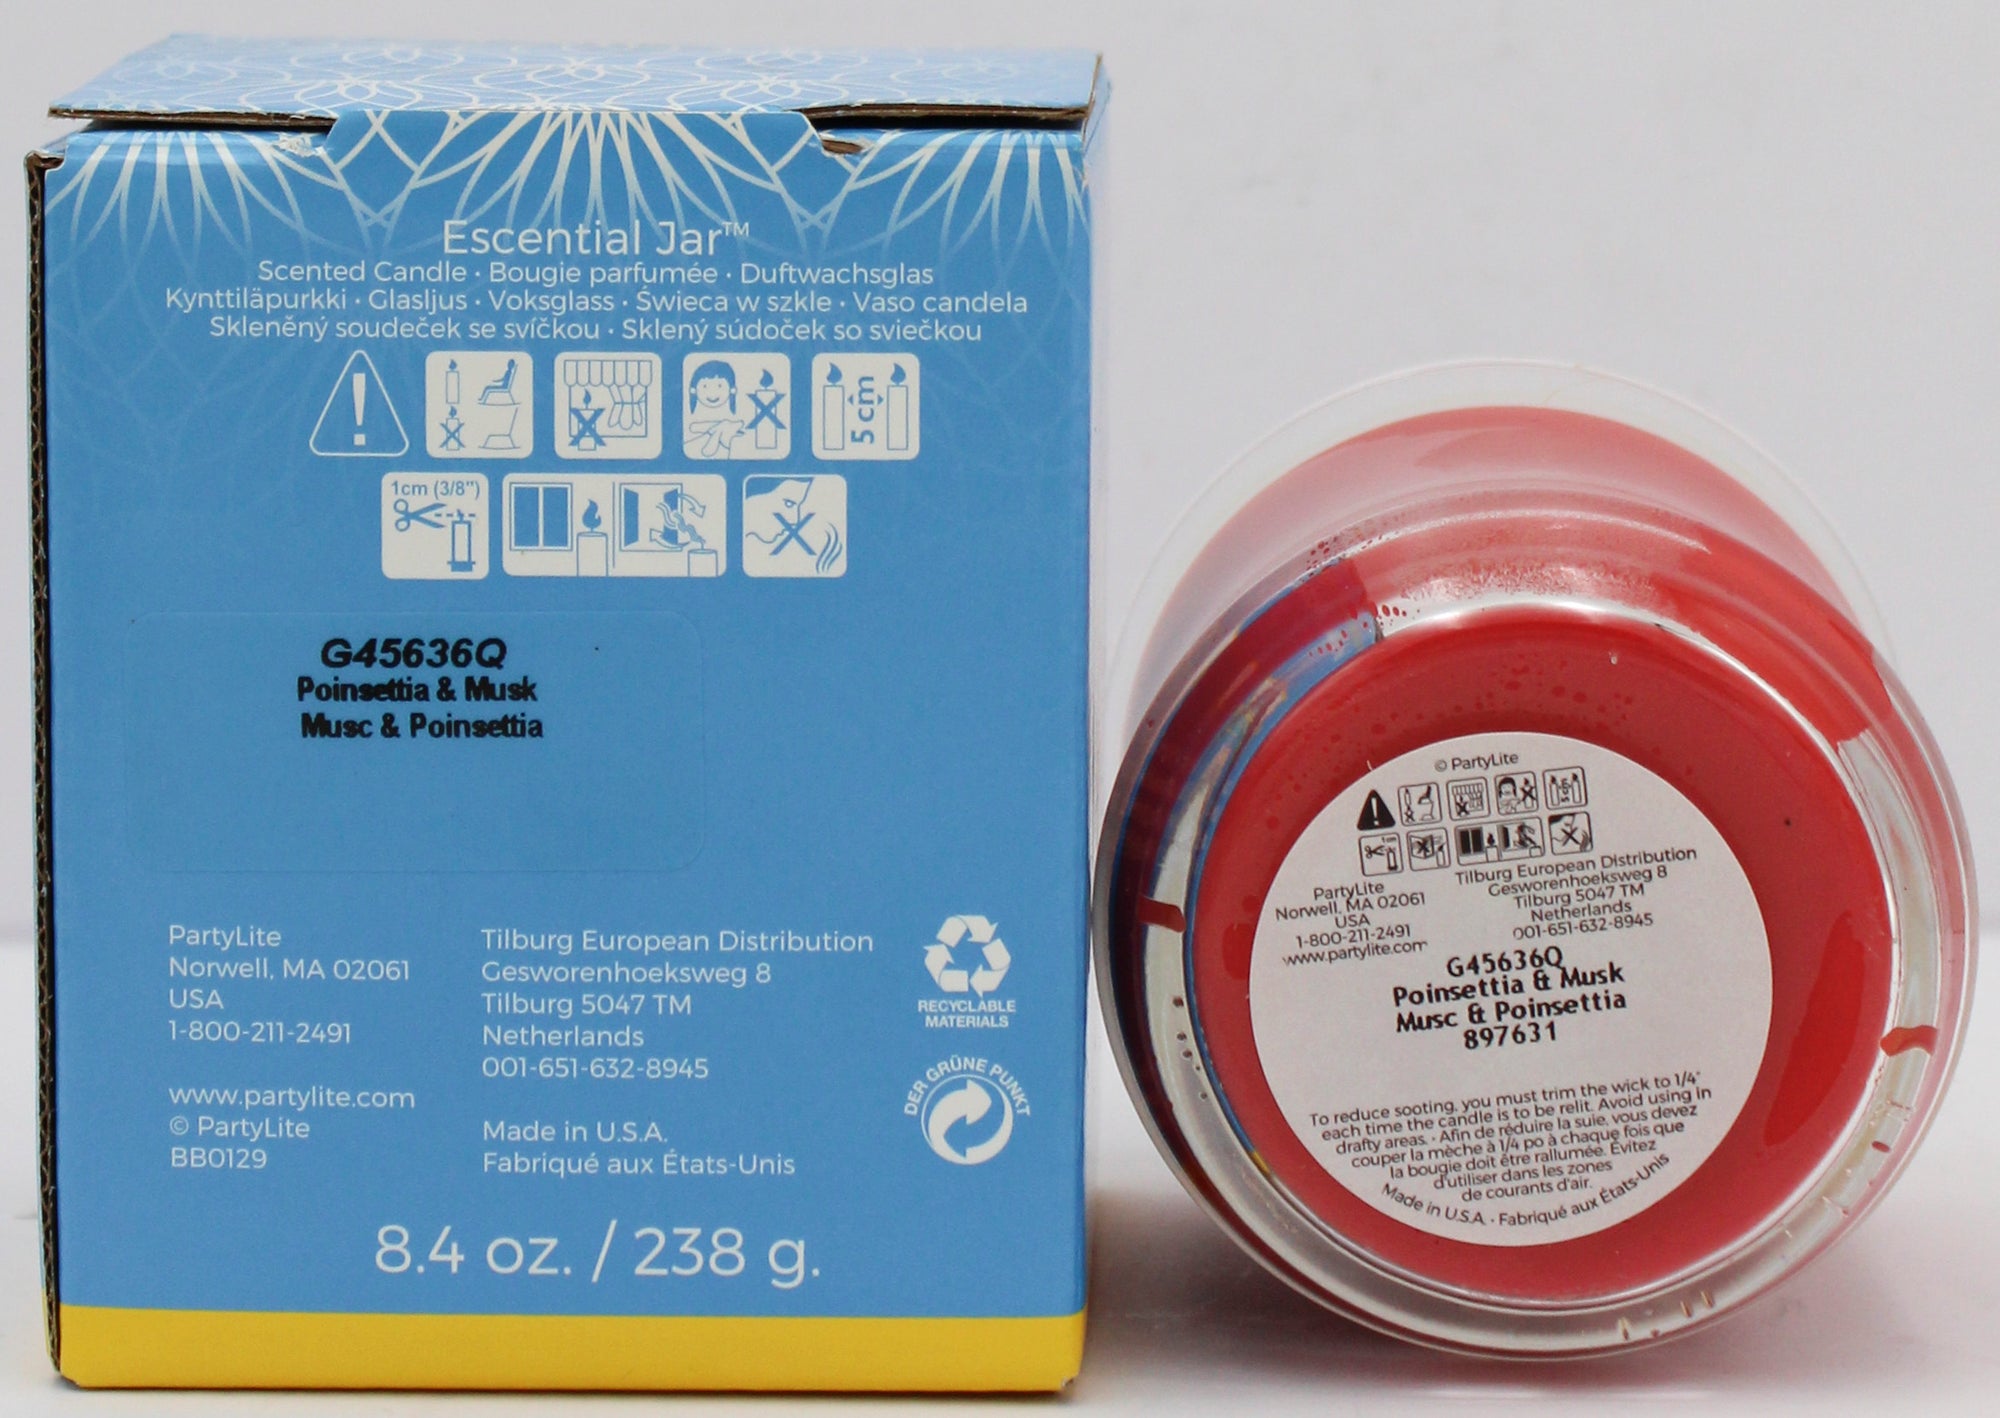 Escential Jar™
Scented Candle · Bougie parfumée · Duftwachsglas
Kynttiläpurkki · Glasljus · Voksglass · Świeca w szkle · Vaso candela
Skleněný soudeček se svíčkou · Sklený súdoček so sviečkou
5 cm
1cm (3/8")
G45636Q
Poinsettia & Musk
Musc & Poinsettia
PartyLite
Norwell, MA 02061
USA
1-800-211-2491
www.partylite.com
© PartyLite
BB0129
Tilburg European Distribution
Gesworenhoeksweg 8
Tilburg 5047 TM
Netherlands
001-651-632-8945
Made in U.S.A.
Fabriqué aux États-Unis
RECYCLABLE
MATERIALS
DER GRÜNE PUNKT
8.4 oz. / 238 g.
© PartyLite
5 cm
1cm
PartyLite
Norwell, MA 02061
USA
1-800-211-2491
www.partylite.com
Tilburg European Distribution
Gesworenhoeksweg 8
Tilburg 5047 TM
Netherlands
001-651-632-8945
G45636Q
Poinsettia & Musk
Musc & Poinsettia
897631
To reduce sooting, you must trim the wick to 1/4"
each time the candle is to be relit. Avoid using in
drafty areas. · Afin de réduire la suie, vous devez
couper la mèche à 1/4 po à chaque fois que
la bougie doit être rallumée. Évitez
d'utiliser dans les zones
de courants d'air.
Made in U.S.A. · Fabriqué aux États-Unis